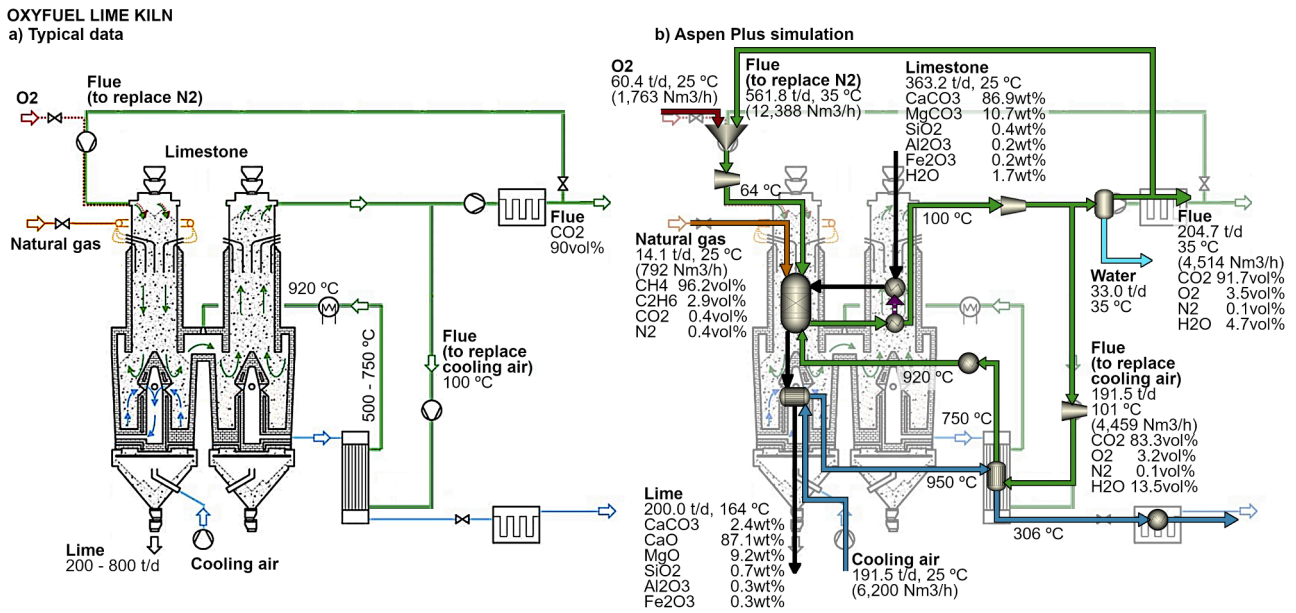 OXYFUEL LIME KILN
a) Typical data
O2
Flue
(to replace N2)
Limestone
Natural gas
Flue
CO2
90vol%
920 ºC
500 - 750 ºC
Flue
(to replace
cooling air)
100 ºC
Lime
200 - 800 t/d
Cooling air
b) Aspen Plus simulation
O2
60.4 t/d, 25 ºC
(1,763 Nm3/h)
Flue
(to replace N2)
561.8 t/d, 35 ºC
(12,388 Nm3/h)
Limestone
363.2 t/d, 25 ºC
CaCO3 86.9wt%
MgCO3 10.7wt%
SiO2 0.4wt%
Al2O3 0.2wt%
Fe2O3 0.2wt%
H2O 1.7wt%
64 ºC
100 ºC
Natural gas
14.1 t/d, 25 ºC
(792 Nm3/h)
CH4 96.2vol%
C2H6 2.9vol%
CO2 0.4vol%
N2 0.4vol%
Flue
204.7 t/d
35 ºC
(4,514 Nm3/h)
CO2 91.7vol%
O2 3.5vol%
N2 0.1vol%
H2O 4.7vol%
Water
33.0 t/d
35 ºC
Flue
(to replace
cooling air)
191.5 t/d
101 ºC
(4,459 Nm3/h)
CO2 83.3vol%
O2 3.2vol%
N2 0.1vol%
H2O 13.5vol%
920 ºC
750 ºC
950 ºC
306 ºC
Lime
200.0 t/d, 164 ºC
CaCO3 2.4wt%
CaO 87.1wt%
MgO 9.2wt%
SiO2 0.7wt%
Al2O3 0.3wt%
Fe2O3 0.3wt%
Cooling air
191.5 t/d, 25 ºC
(6,200 Nm3/h)